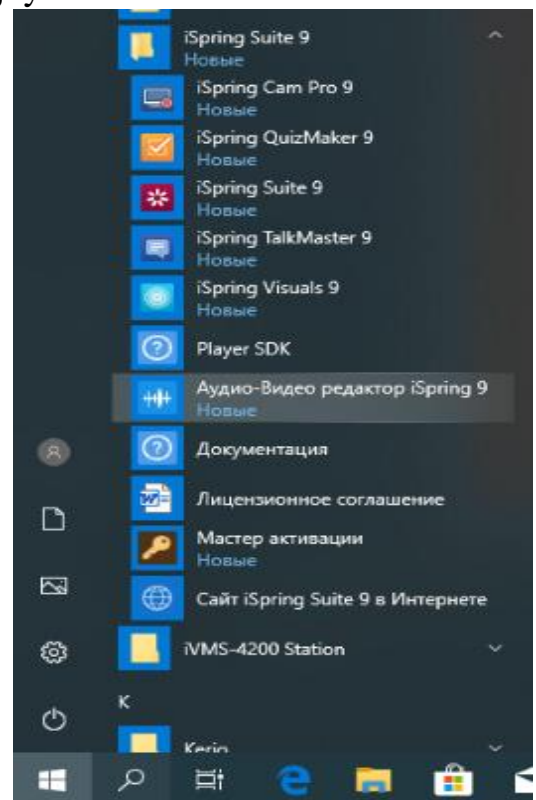 iSpring Suite 9
Новые
iSpring Cam Pro 9
Новые
iSpring QuizMaker 9
Новые
iSpring Suite 9
Новые
iSpring TalkMaster 9
Новые
iSpring Visuals 9
Новые
Player SDK
Аудио-Видео редактор iSpring 9
Новые
Документация
Лицензионное соглашение
Мастер активации
Новые
Сайт iSpring Suite 9 в Интернете
iVMS-4200 Station
К
Kerio